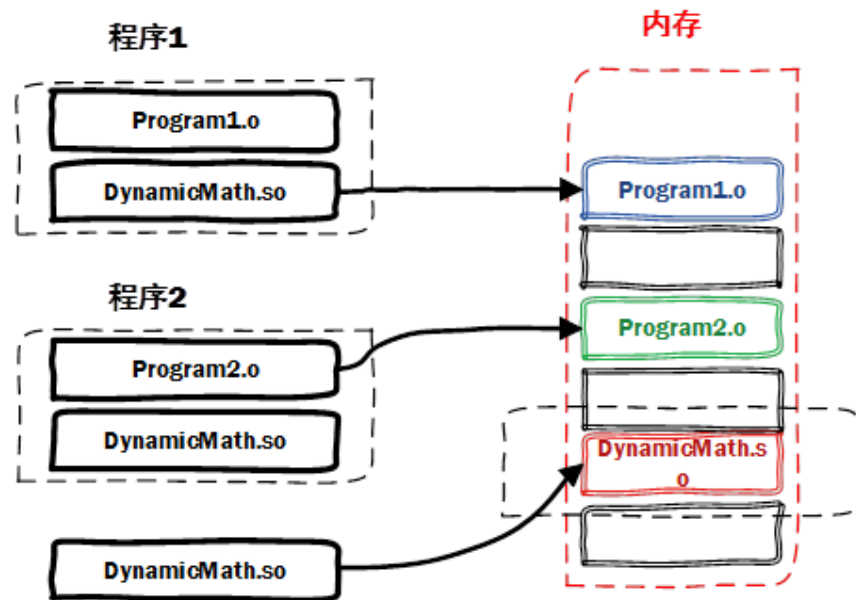 程序1
Program1.o
DynamicMath.so
程序2
Program2.o
DynamicMath.so
DynamicMath.so
内存
Program1.o
Program2.o
DynamicMath.s
o